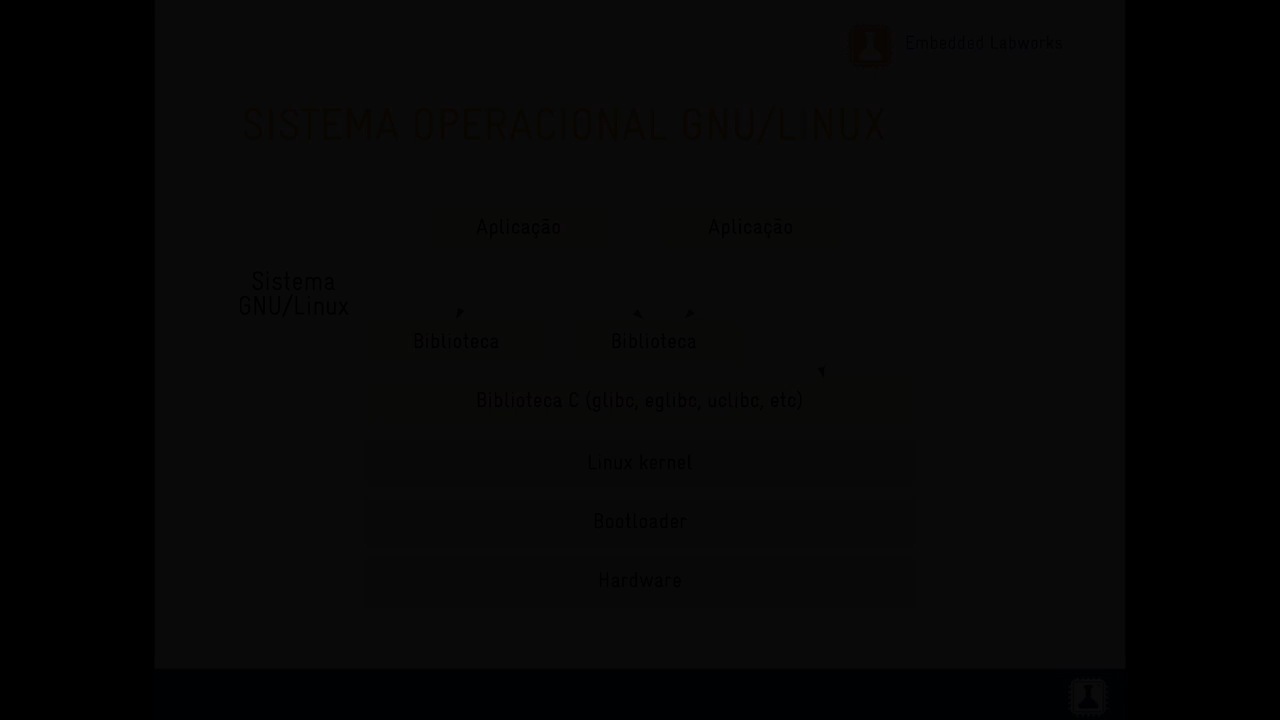 Embedded Labworks
SISTEMA OPERACIONAL GNU/LINUX
Aplicação Aplicação
Sistema
GNU/Linux
Biblioteca Biblioteca
Biblioteca C (glibc, eglibc, uclibc, etc)
Linux kernel
Bootloader
Hardware